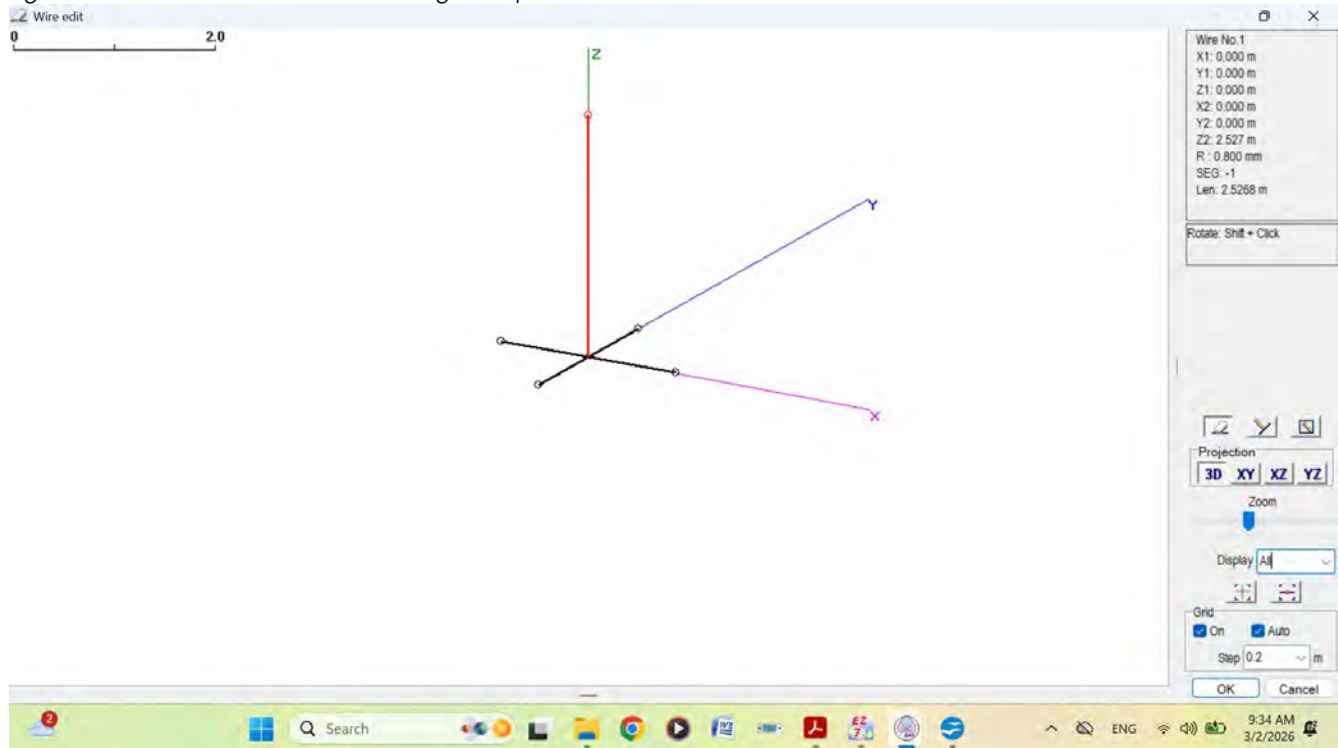 Wire edit
0 2.0
Z
Y
X
Wire No.1
X1: 0.000 m
Y1: 0.000 m
Z1: 0.000 m
X2: 0.000 m
Y2: 0.000 m
Z2: 2.527 m
R : 0.800 mm
SEG: -1
Len: 2.5268 m
Rotate: Shift + Click
Projection
3D XY XZ YZ
Zoom
Display All
Grid
On Auto
Step 0.2 m
OK Cancel
2
Search
EZ
7
ENG
9:34 AM
3/2/2026